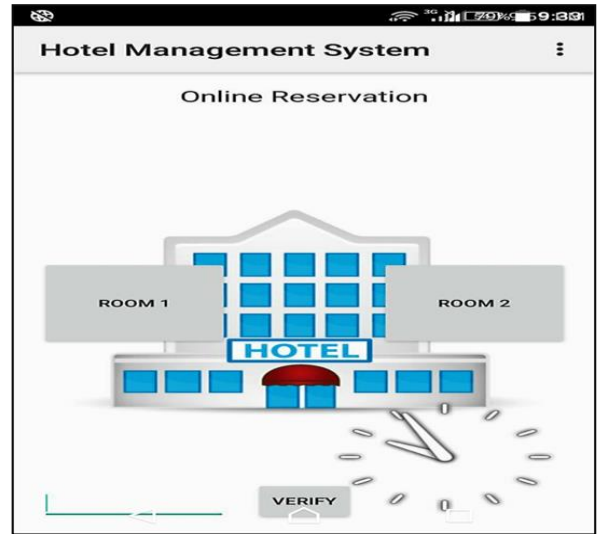 Hotel Management System
Online Reservation
ROOM 1
ROOM 2
HOTEL
VERIFY